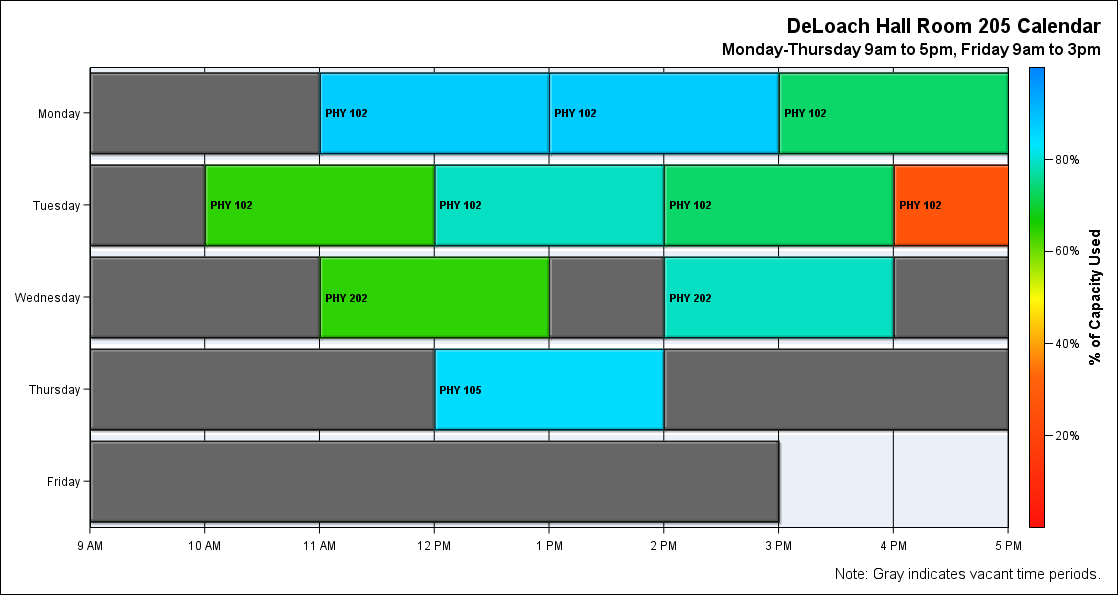 DeLoach Hall Room 205 Calendar
Monday-Thursday 9am to 5pm, Friday 9am to 3pm
Monday
PHY 102
PHY 102
PHY 102
Tuesday
PHY 102
PHY 102
PHY 102
PHY 102
Wednesday
PHY 202
PHY 202
Thursday
PHY 105
Friday
9 AM
10 AM
11 AM
12 PM
1 PM
2 PM
3 PM
4 PM
5 PM
80%
60%
40%
20%
% of Capacity Used
Note: Gray indicates vacant time periods.